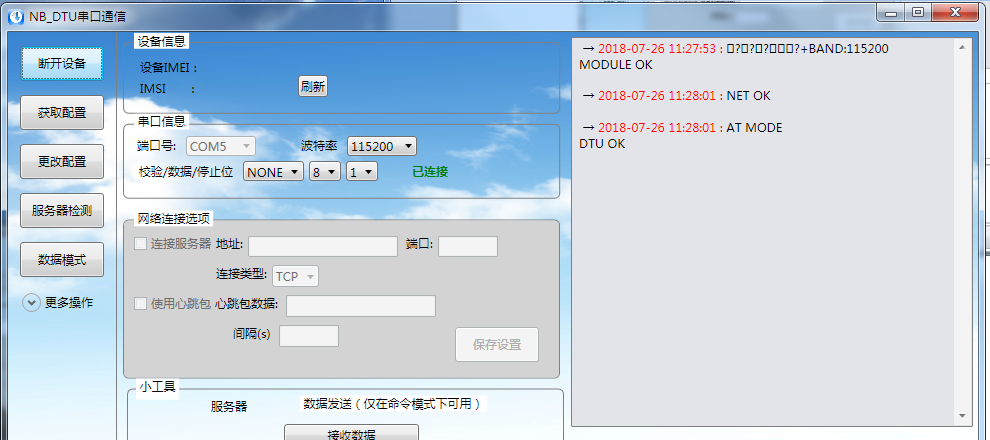 NB_DTU串口通信
断开设备
获取配置
更改配置
服务器检测
数据模式
更多操作
设备信息
设备IMEI：
IMSI ：
刷新
串口信息
端口号: COM5 波特率 115200
校验/数据/停止位 NONE 8 1 已连接
网络连接选项
连接服务器 地址: 端口:
连接类型: TCP
使用心跳包 心跳包数据:
间隔(s)
保存设置
小工具
服务器 数据发送（仅在命令模式下可用）
接收数据
→ 2018-07-26 11:27:53 : ▯?▯?▯?▯▯▯?+BAND:115200
MODULE OK
→ 2018-07-26 11:28:01 : NET OK
→ 2018-07-26 11:28:01 : AT MODE
DTU OK